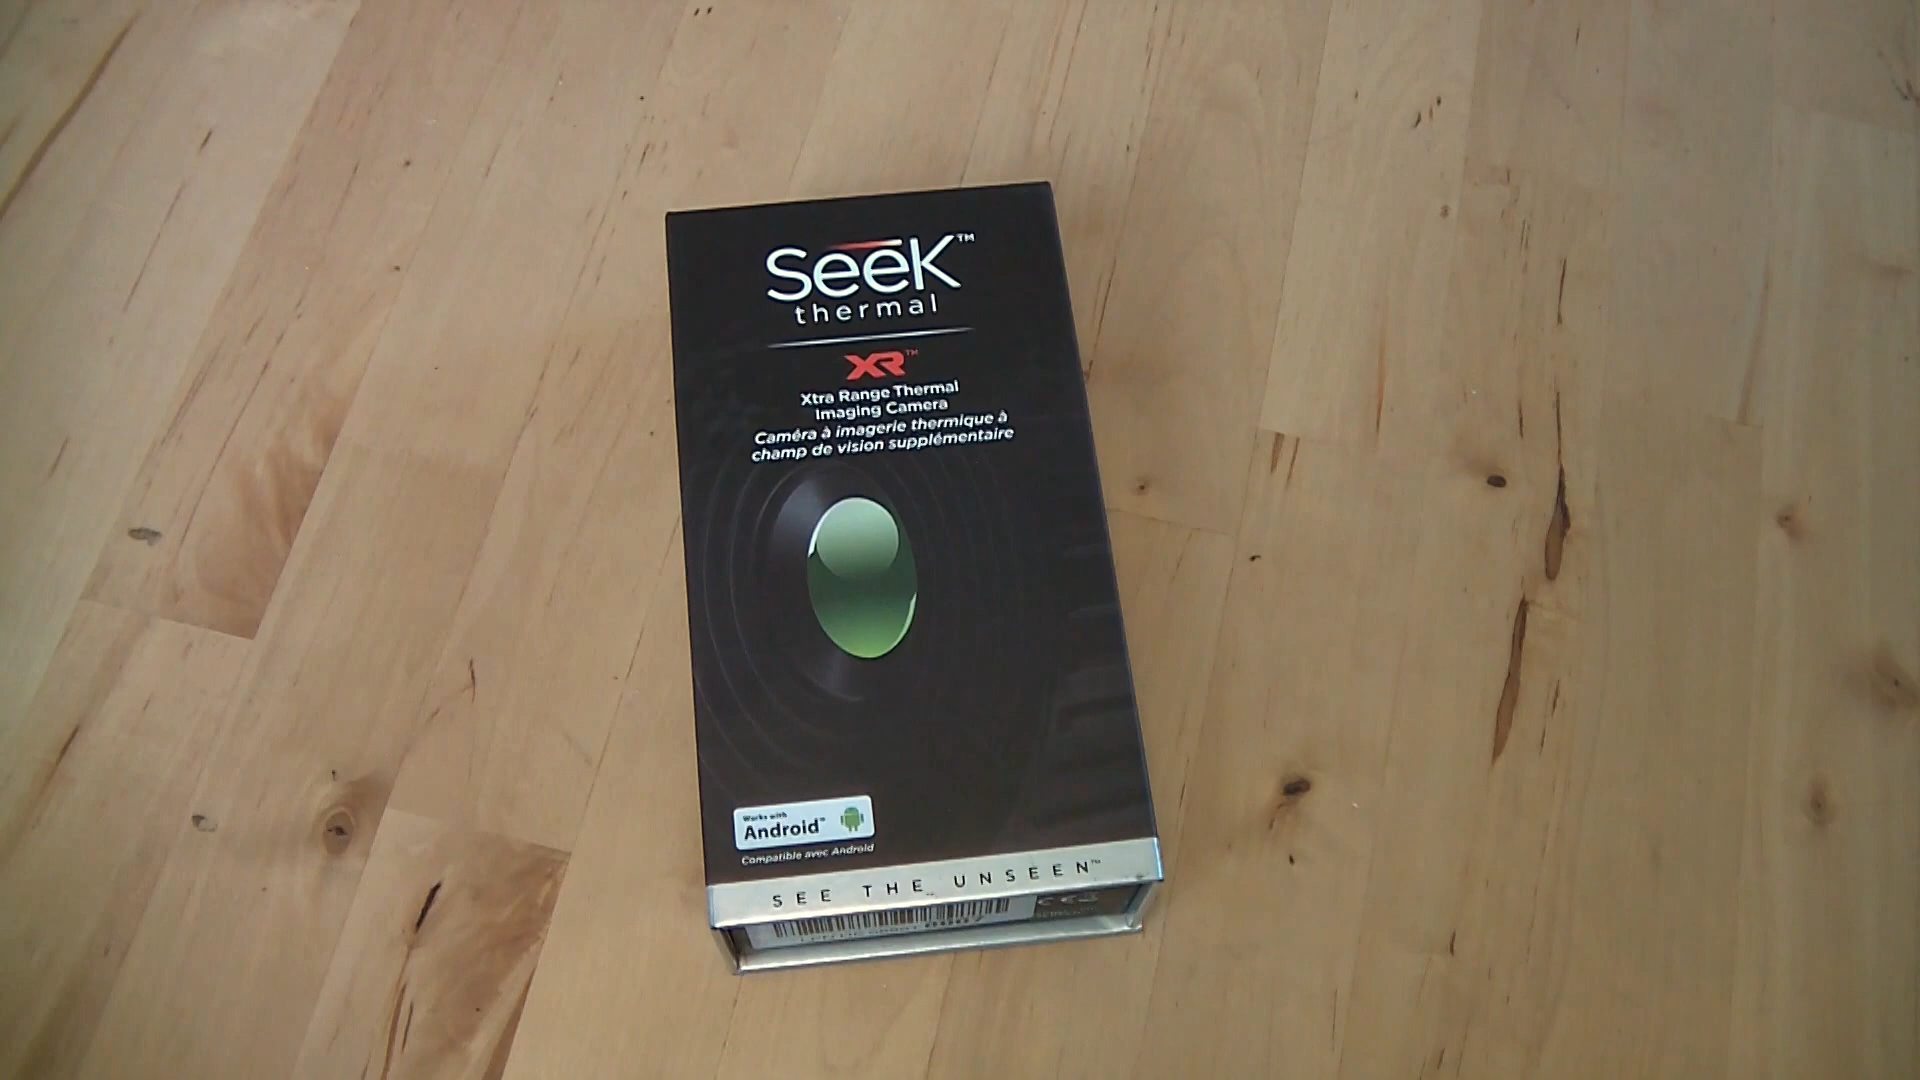 Seek™
thermal
XR™
Xtra Range Thermal
Imaging Camera
Caméra à imagerie thermique à
champ de vision supplémentaire
Works with
Android™
Compatible avec Android
SEE THE UNSEEN™